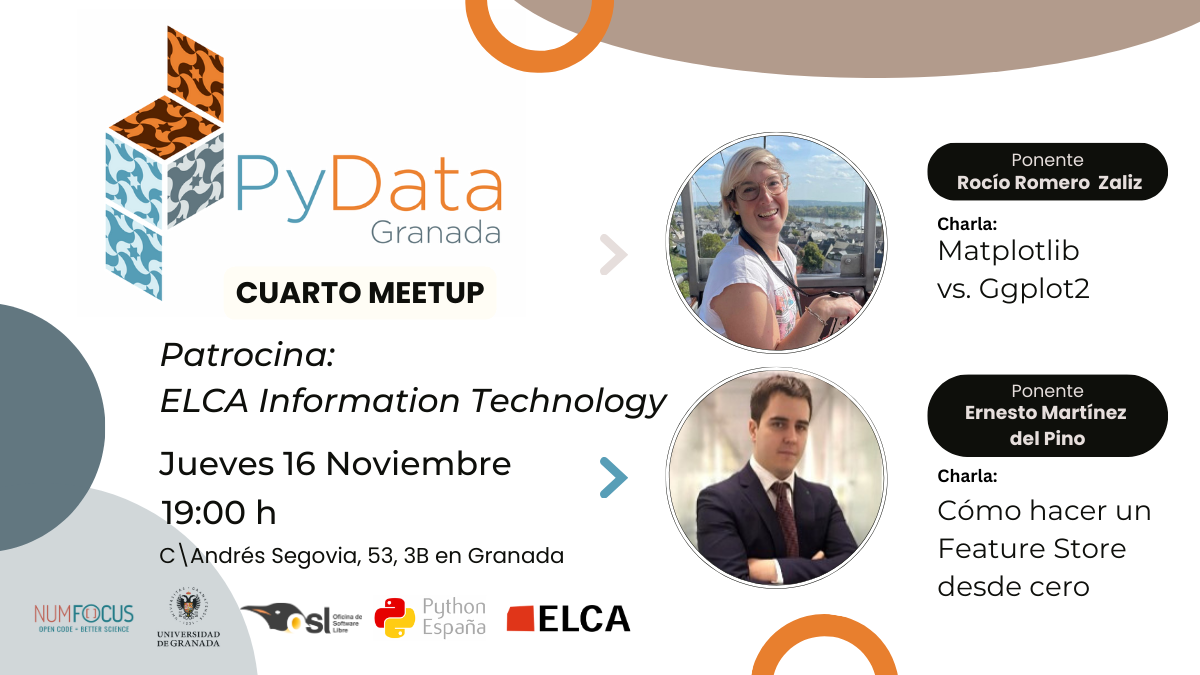 PyData
Granada
CUARTO MEETUP
Patrocina:
ELCA Information Technology
Jueves 16 Noviembre
19:00 h
C\Andrés Segovia, 53, 3B en Granada
NUMFOCUS
OPEN CODE = BETTER SCIENCE
UNIVERSIDAD
DE GRANADA
osl
Oficina de
Software
Libre
Python
España
ELCA
Ponente
Rocío Romero Zaliz
Charla:
Matplotlib
vs. Ggplot2
Ponente
Ernesto Martínez
del Pino
Charla:
Cómo hacer un
Feature Store
desde cero